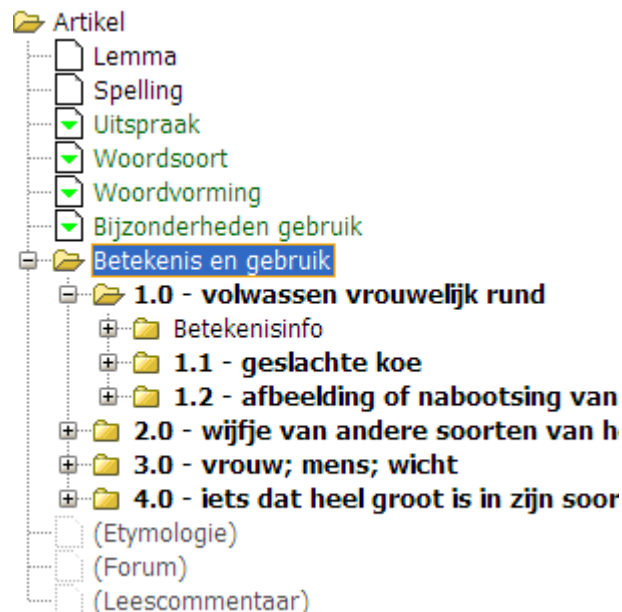 Artikel
Lemma
Spelling
Uitspraak
Woordsoort
Woordvorming
Bijzonderheden gebruik
Betekenis en gebruik
1.0 - volwassen vrouwelijk rund
Betekenisinfo
1.1 - geslachte koe
1.2 - afbeelding of nabootsing van
2.0 - wijfje van andere soorten van
3.0 - vrouw; mens; wicht
4.0 - iets dat heel groot is in zijn
(Etymologie)
(Forum)
(Leescommentaar)